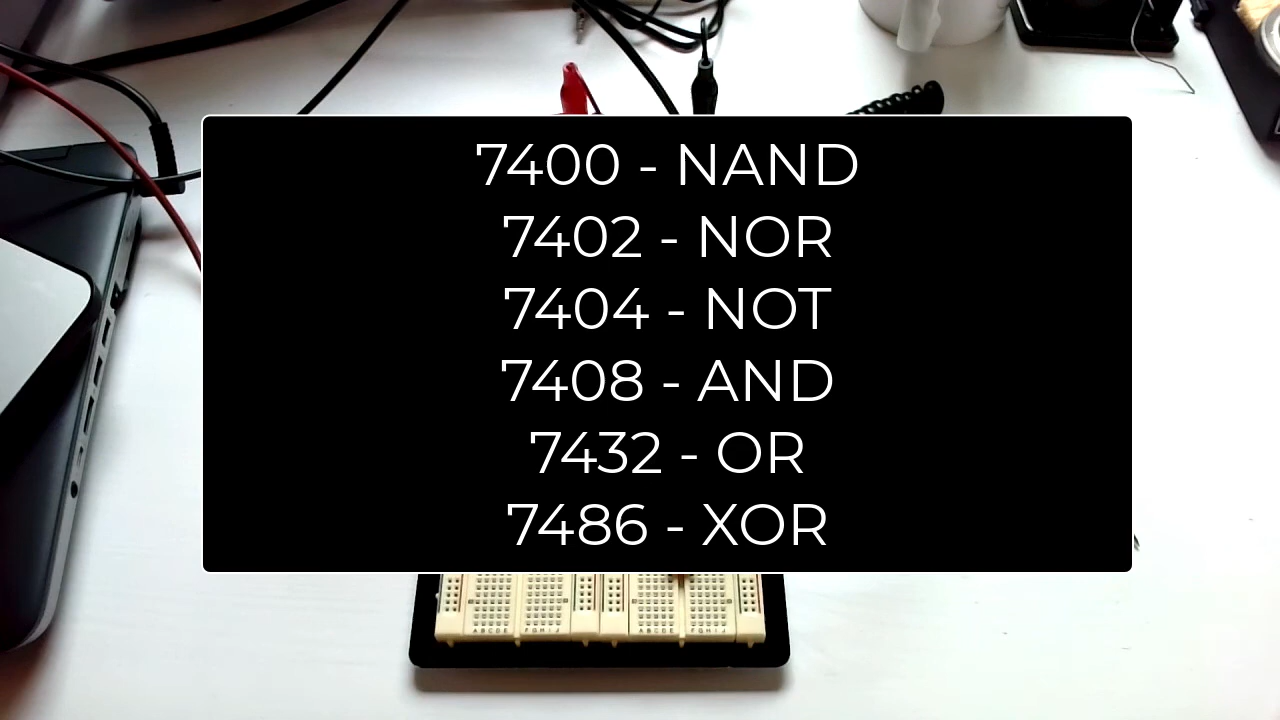 7400 - NAND
7402 - NOR
7404 - NOT
7408 - AND
7432 - OR
7486 - XOR
A B C D E F G H I J A B C D E F G H I J